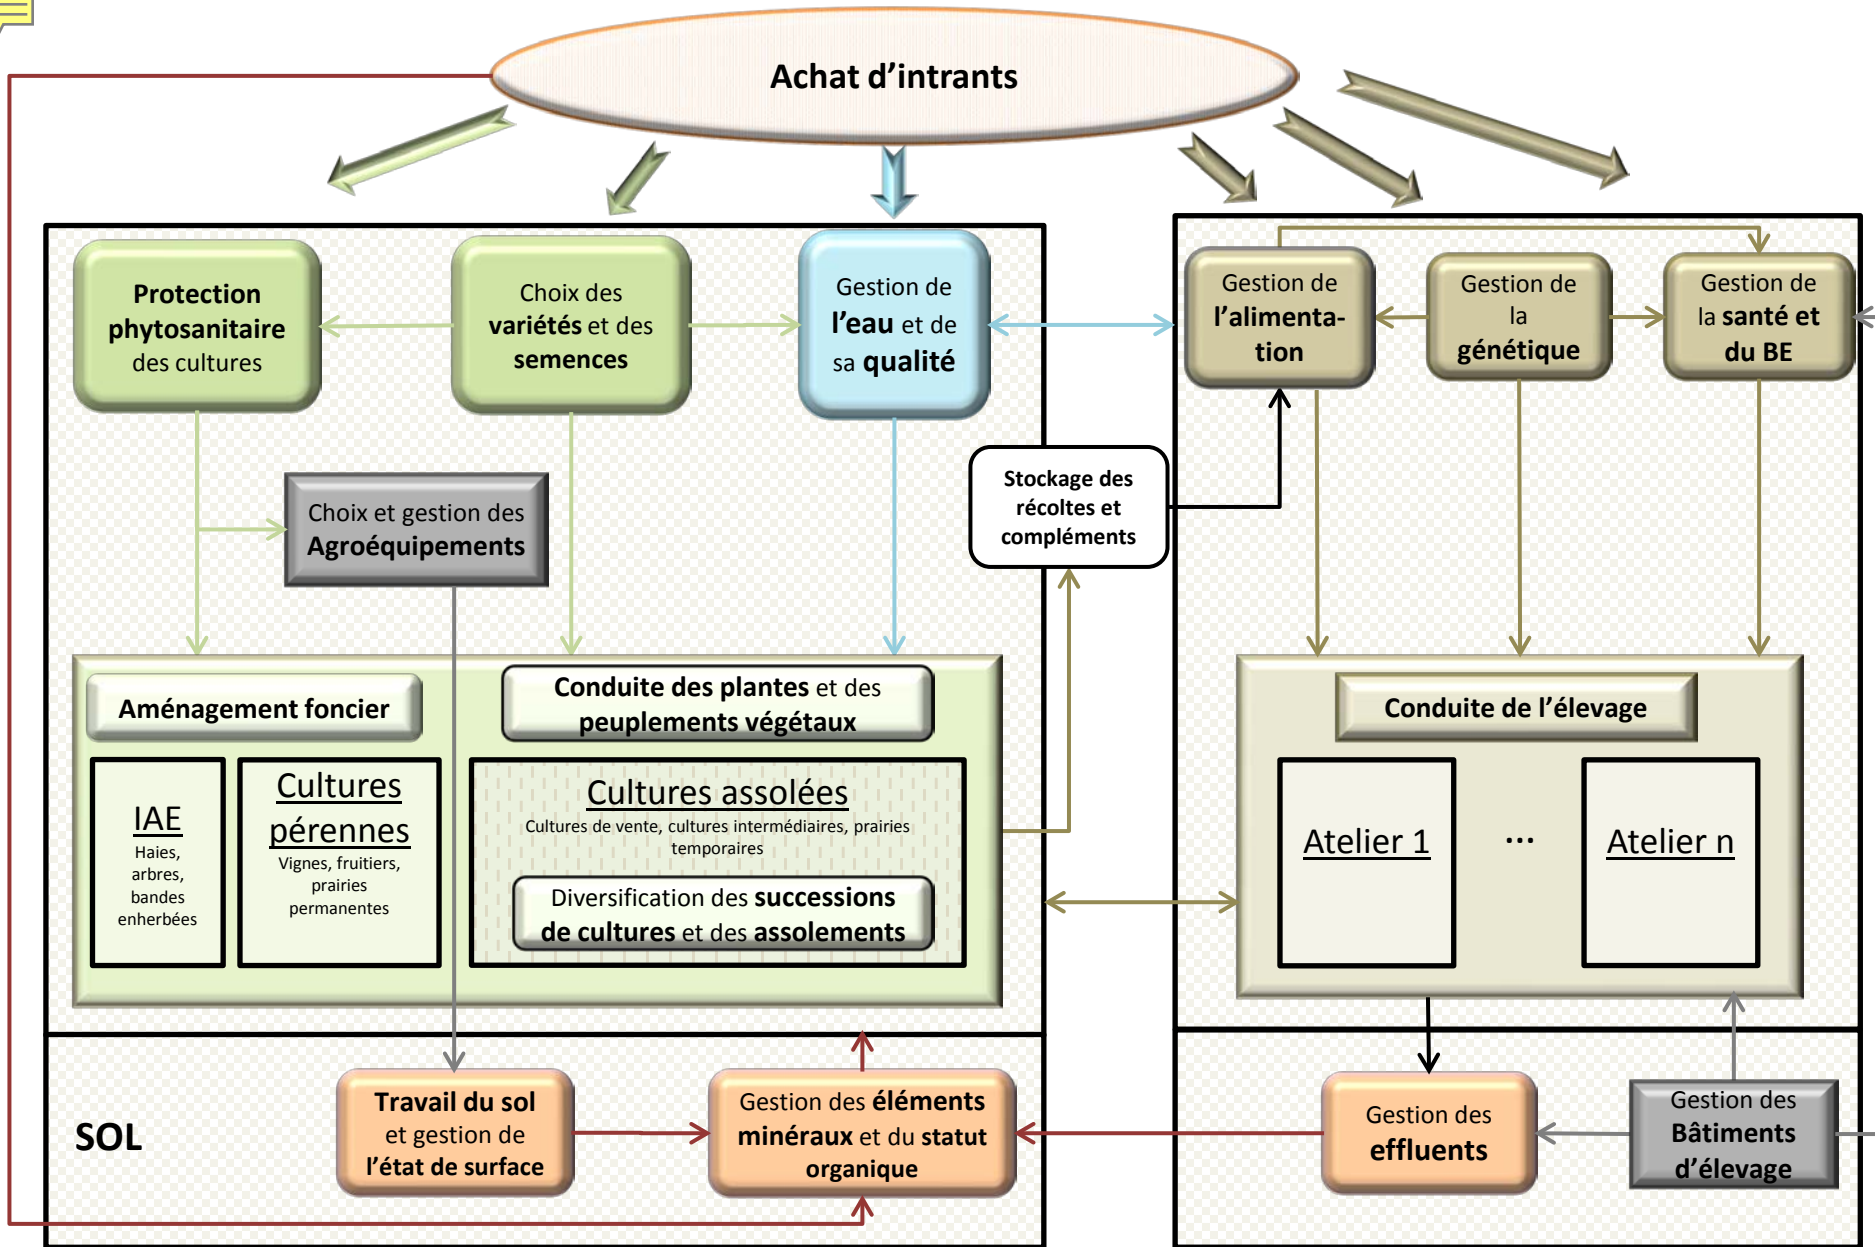 Achat d'intrants
Protection
phytosanitaire
des cultures
Choix des
variétés et des
semences
Gestion de
l'eau et de
sa qualité
Gestion de
l'alimenta-
tion
Gestion de
la
génétique
Gestion de
la santé et
du BE
Choix et gestion des
Agroéquipements
Stockage des
récoltes et
compléments
Aménagement foncier
Conduite des plantes et des
peuplements végétaux
IAE
Haies,
arbres,
bandes
enherbées
Cultures
pérennes
Vignes, fruitiers,
prairies
permanentes
Cultures assolées
Cultures de vente, cultures intermédiaires, prairies
temporaires
Diversification des successions
de cultures et des assolements
Conduite de l'élevage
Atelier 1
...
Atelier n
SOL
Travail du sol
et gestion de
l'état de surface
Gestion des éléments
minéraux et du statut
organique
Gestion des
effluents
Gestion des
Bâtiments
d'élevage